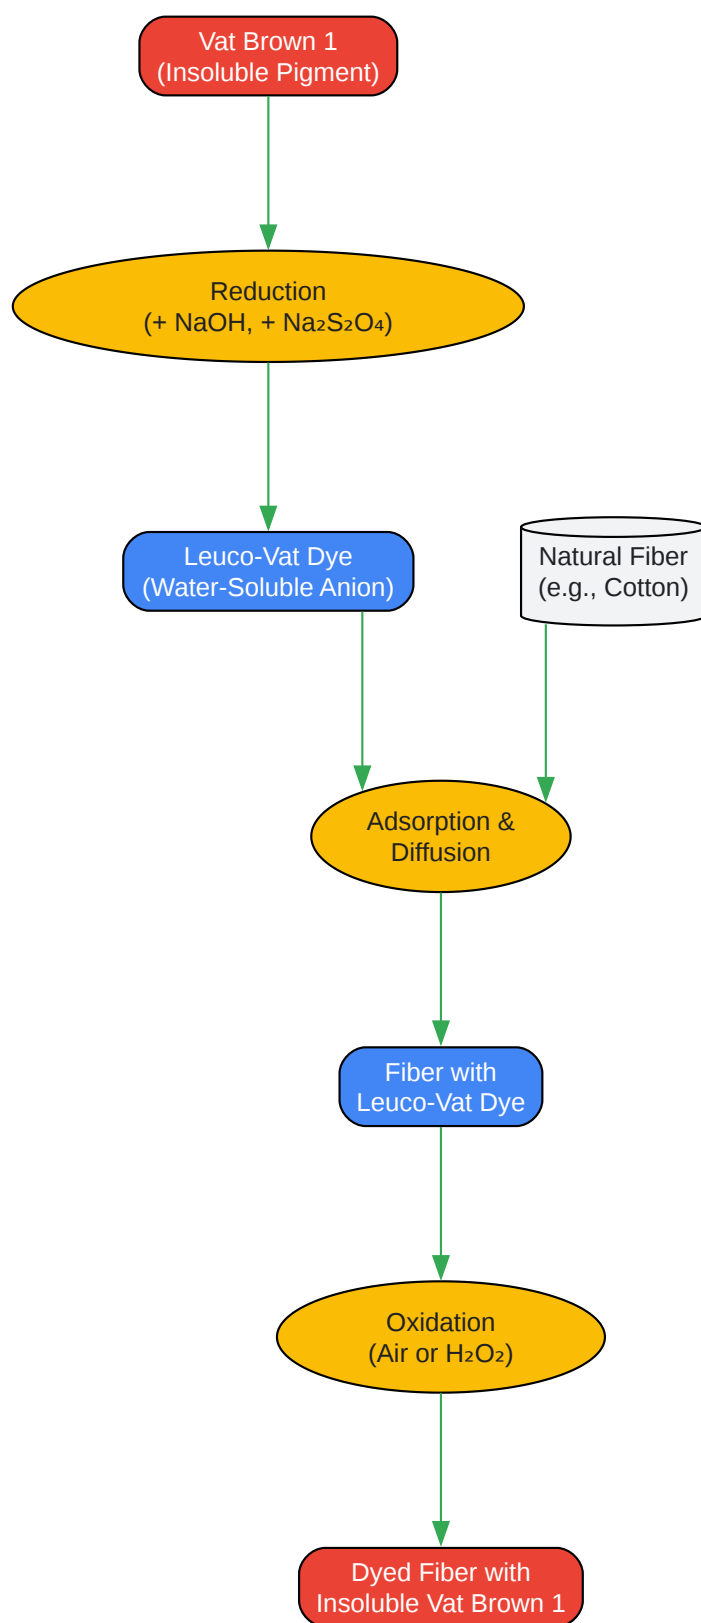 Vat Brown 1
(Insoluble Pigment)
Reduction
(+ NaOH, + Na₂S₂O₄)
Leuco-Vat Dye
(Water-Soluble Anion)
Natural Fiber
(e.g., Cotton)
Adsorption &
Diffusion
Fiber with
Leuco-Vat Dye
Oxidation
(Air or H₂O₂)
Dyed Fiber with
Insoluble Vat Brown 1